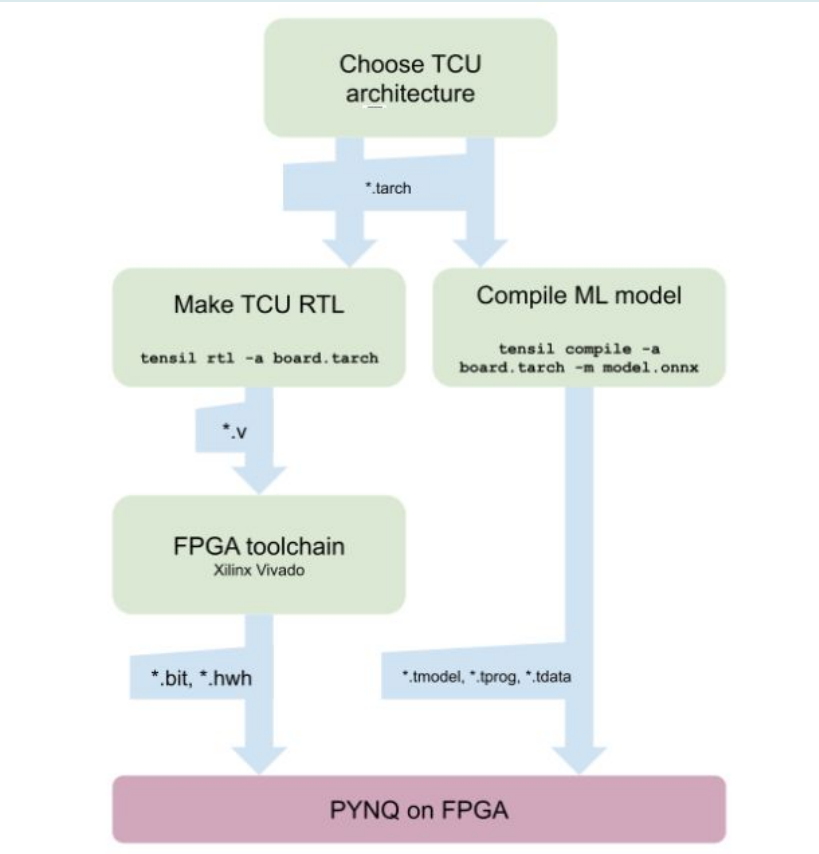 Choose TCU
architecture
*.tarch
Make TCU RTL
tensil rtl -a board.tarch
Compile ML model
tensil compile -a
board.tarch -m model.onnx
*.v
FPGA toolchain
Xilinx Vivado
*.bit, *.hwh
*.tmodel, *.tprog, *.tdata
PYNQ on FPGA